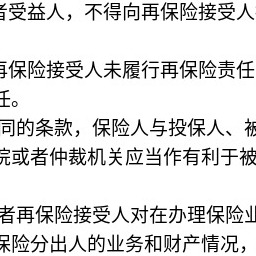 者受益人，不得向再保险接受人
再保险接受人未履行再保险责任
任。
同的条款，保险人与投保人、被
院或者仲裁机关应当作有利于被
者再保险接受人对在办理保险业
保险分出人的业务和财产情况，